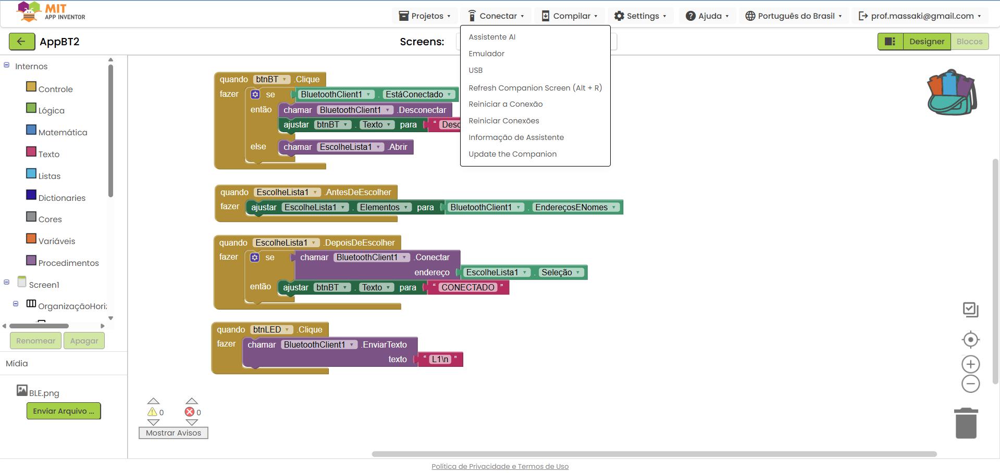 MIT
APP INVENTOR
Projetos
Conectar
Compilar
Settings
Ajuda
Português do Brasil
prof.massaki@gmail.com
AppBT2
Screens:
Designer
Blocos
Assistente AI
Emulador
USB
Refresh Companion Screen (Alt + R)
Reiniciar a Conexão
Reiniciar Conexões
Informação de Assistente
Update the Companion
Internos
Controle
Lógica
Matemática
Texto
Listas
Dictionaries
Cores
Variáveis
Procedimentos
Screen1
OrganizaçãoHori
Renomear
Apagar
Mídia
BLE.png
Enviar Arquivo ...
quando btnBT .Clique
fazer se BluetoothClient1 . EstáConectado
então chamar BluetoothClient1 .Desconectar
ajustar btnBT . Texto para “ Desc
else chamar EscolheLista1 .Abrir
quando EscolheLista1 .AntesDeEscolher
fazer ajustar EscolheLista1 . Elementos para BluetoothClient1 . EndereçosENomes
quando EscolheLista1 .DepoisDeEscolher
fazer se chamar BluetoothClient1 .Conectar
endereço EscolheLista1 . Seleção
então ajustar btnBT . Texto para “ CONECTADO ”
quando btnLED .Clique
fazer chamar BluetoothClient1 .EnviarTexto
texto “ L1\n ”
0 0
Mostrar Avisos
Política de Privacidade e Termos de Uso